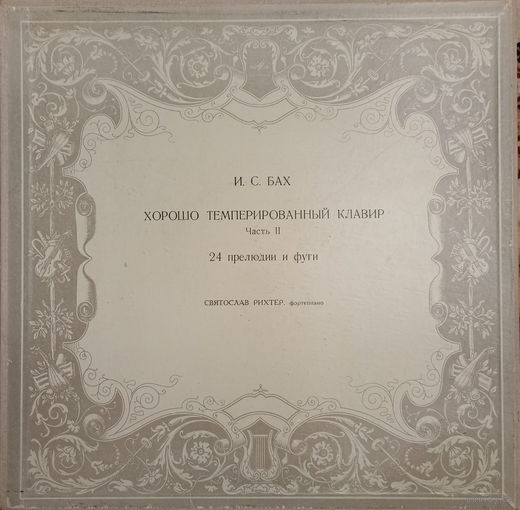 И. С. БАХ
ХОРОШО ТЕМПЕРИРОВАННЫЙ КЛАВИР
Часть II
24 прелюдии и фуги
СВЯТОСЛАВ РИХТЕР, фортепиано